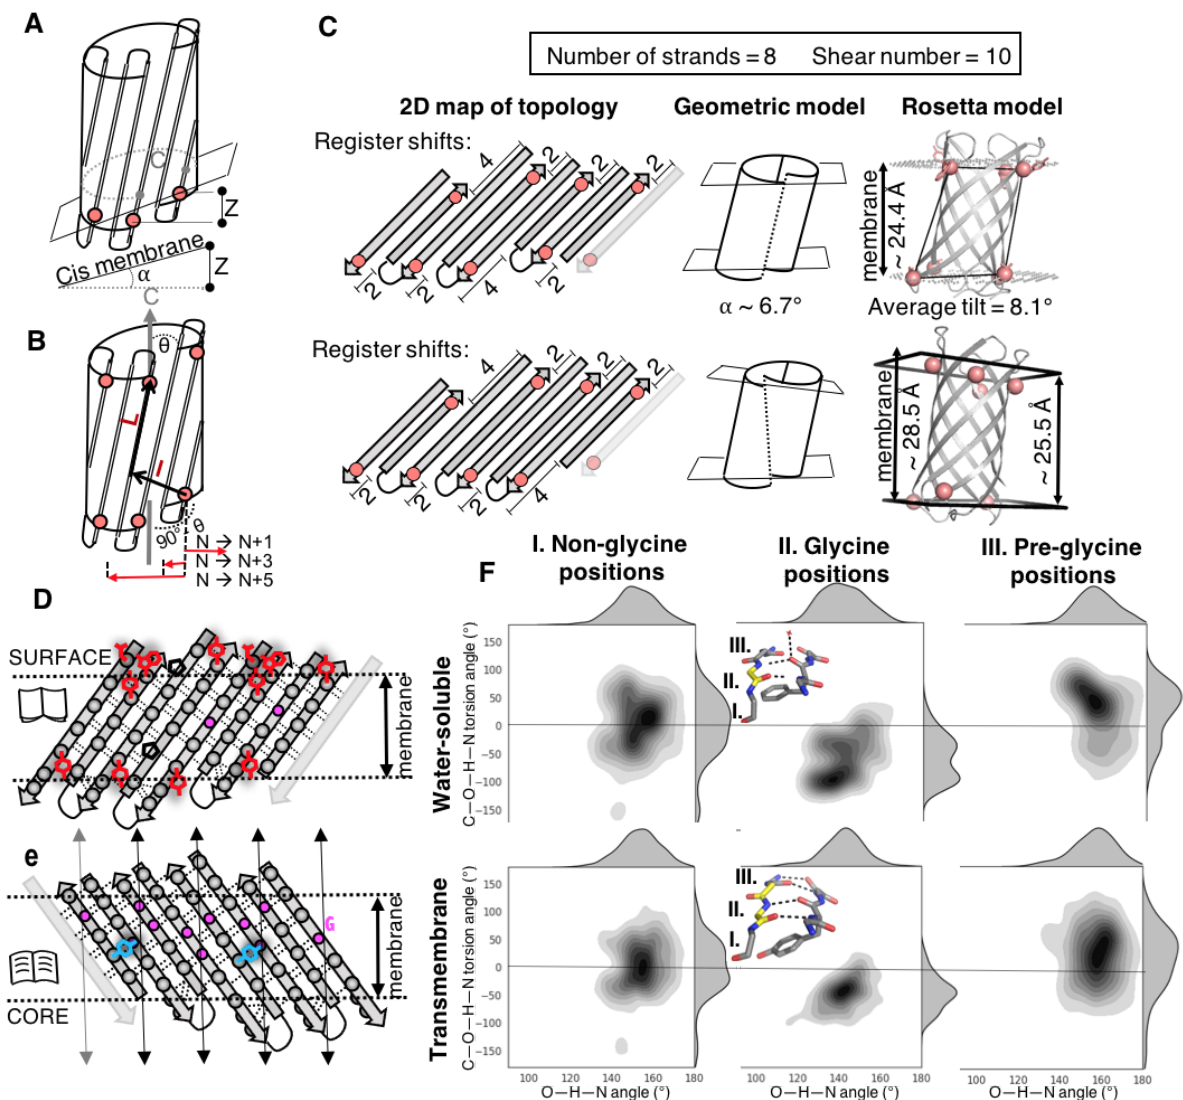 A
C
Z
Cis membrane
α
Z
C
B
θ
L
l
90°
θ
N → N+1
N → N+3
N → N+5
C
Number of strands = 8 Shear number = 10
2D map of topology
Geometric model
Rosetta model
Register shifts:
4
2
2
2
2
2
4
2
α ~ 6.7°
membrane
~ 24.4 Å
Average tilt = 8.1°
Register shifts:
4
2
2
2
2
2
2
4
membrane
~ 28.5 Å
~ 25.5 Å
D
SURFACE
membrane
e
G
membrane
CORE
F
I. Non-glycine
positions
II. Glycine
positions
III. Pre-glycine
positions
Water-soluble
C—O—H—N torsion angle (°)
150
100
50
0
−50
−100
−150
III.
II.
I.
Transmembrane
C—O—H—N torsion angle (°)
150
100
50
0
−50
−100
−150
III.
II.
I.
100 120 140 160 180
O—H—N angle (°)
100 120 140 160 180
O—H—N angle (°)
100 120 140 160 180
O—H—N angle (°)